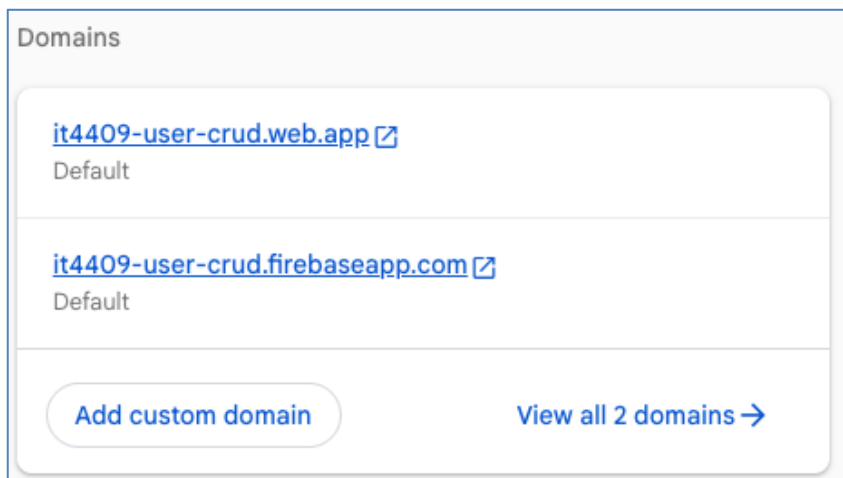 Domains
it4409-user-crud.web.app
Default
it4409-user-crud.firebaseapp.com
Default
Add custom domain
View all 2 domains →